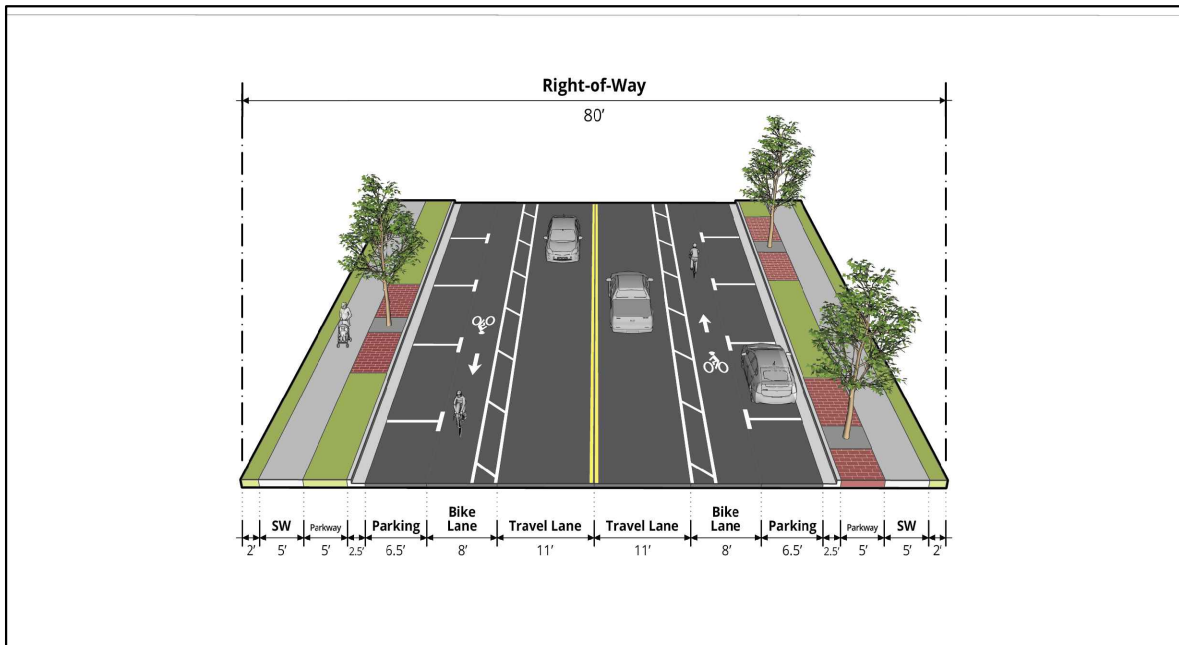 Right-of-Way
80’
Bike Bike
SW Parkway Parking Lane Travel Lane Travel Lane Lane Parking Parkway SW
2’ 5’ 5’ 2.5’ 6.5’ 8’ 11’ 11’ 8’ 6.5’ 2.5’ 5’ 5’ 2’